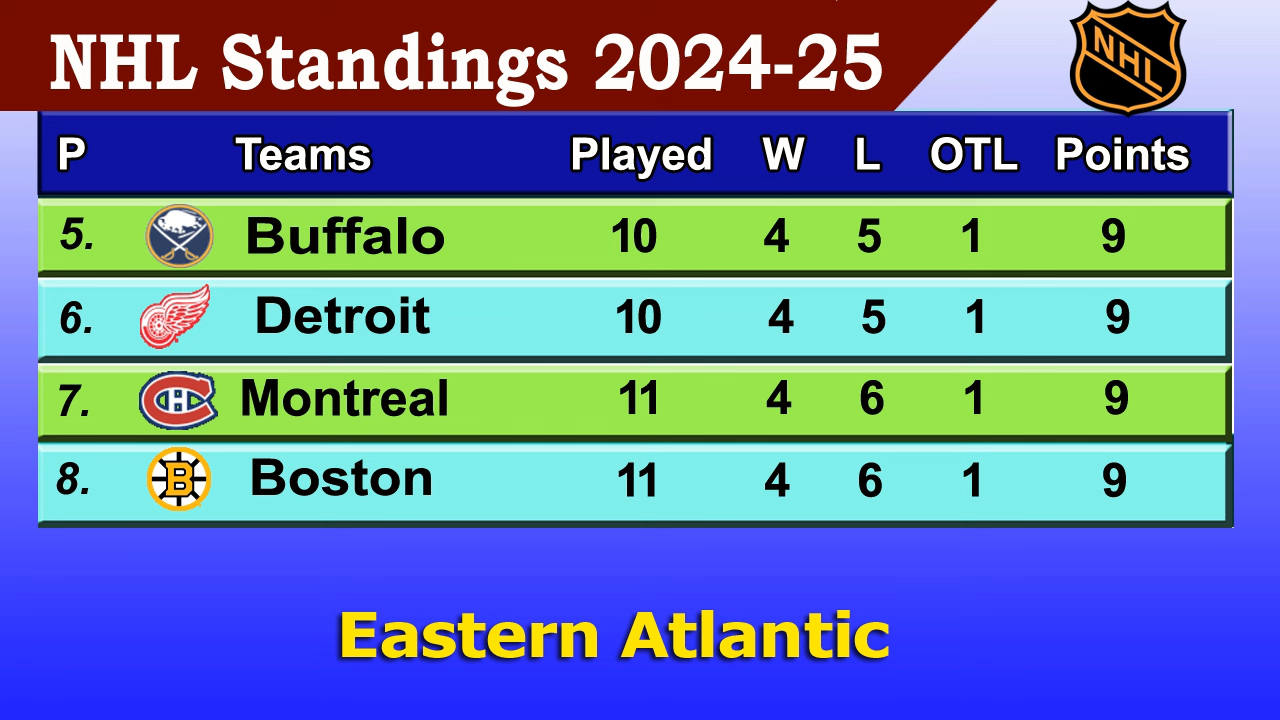 NHL Standings 2024-25
NHL
P Teams Played W L OTL Points
5. Buffalo 10 4 5 1 9
6. Detroit 10 4 5 1 9
7. Montreal 11 4 6 1 9
8. B Boston 11 4 6 1 9
Eastern Atlantic